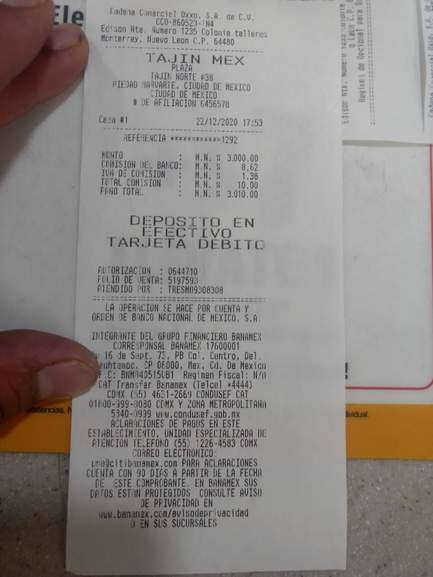 Cadena Comercial Oxxo, S.A. de C.V.
CCO-860523-1N4
Edison Nte. Numero 1235 Colonia talleres
Monterrey, Nuevo Leon C.P. 64480
TAJIN MEX
PLAZA
TAJIN NORTE #38
PIEDAD NARVARTE, CIUDAD DE MEXICO
CIUDAD DE MEXICO
# DE AFILIACION 6456578
Caja #1 22/12/2020 17:53
REFERENCIA ************1292
MONTO : M.N. $ 3,000.00
COMISION DEL BANCO: M.N. $ 8.62
IVA DE COMISION : M.N. $ 1.38
TOTAL COMISION : M.N. $ 10.00
PAGO TOTAL : M.N. $ 3,010.00
DEPOSITO EN
EFECTIVO
TARJETA DEBITO
AUTORIZACION : 0644710
FOLIO DE VENTA: 5197593
ATENDIDO POR : TRESM09308308
LA OPERACION SE HACE POR CUENTA Y
ORDEN DE BANCO NACIONAL DE MEXICO, S.A.
INTEGRANTE DEL GRUPO FINANCIERO BANAMEX
CORRESPONSAL BANAMEX 17600001
16 de Sept. 73, PB Col. Centro, Del.
CP 06000, Mex. Cd. De Mexico
Regimen Fiscal: N/A
CAT Transfer Banamex (Telcel *4444)
CDMX (55) 4631-2669 CONDUSEF CAT
01800-999-8080 CDMX Y ZONA METROPOLITANA
5340-0999 www.condusef.gob.mx
ACLARACIONES DE PAGOS EN ESTE
ESTABLECIMIENTO, UNIDAD ESPECIALIZADA DE
ATENCION TELEFONO (55) 1226-4583 CDMX
CORREO ELECTRONICO:
une@citibanamex.com PARA ACLARACIONES
CUENTA CON 90 DIAS A PARTIR DE LA FECHA
DE ESTE COMPROBANTE. EN BANAMEX SUS
DATOS ESTAN PROTEGIDOS CONSULTE AVISO
DE PRIVACIDAD EN
www.banamex.com/avisodeprivacidad
O EN SUS SUCURSALES